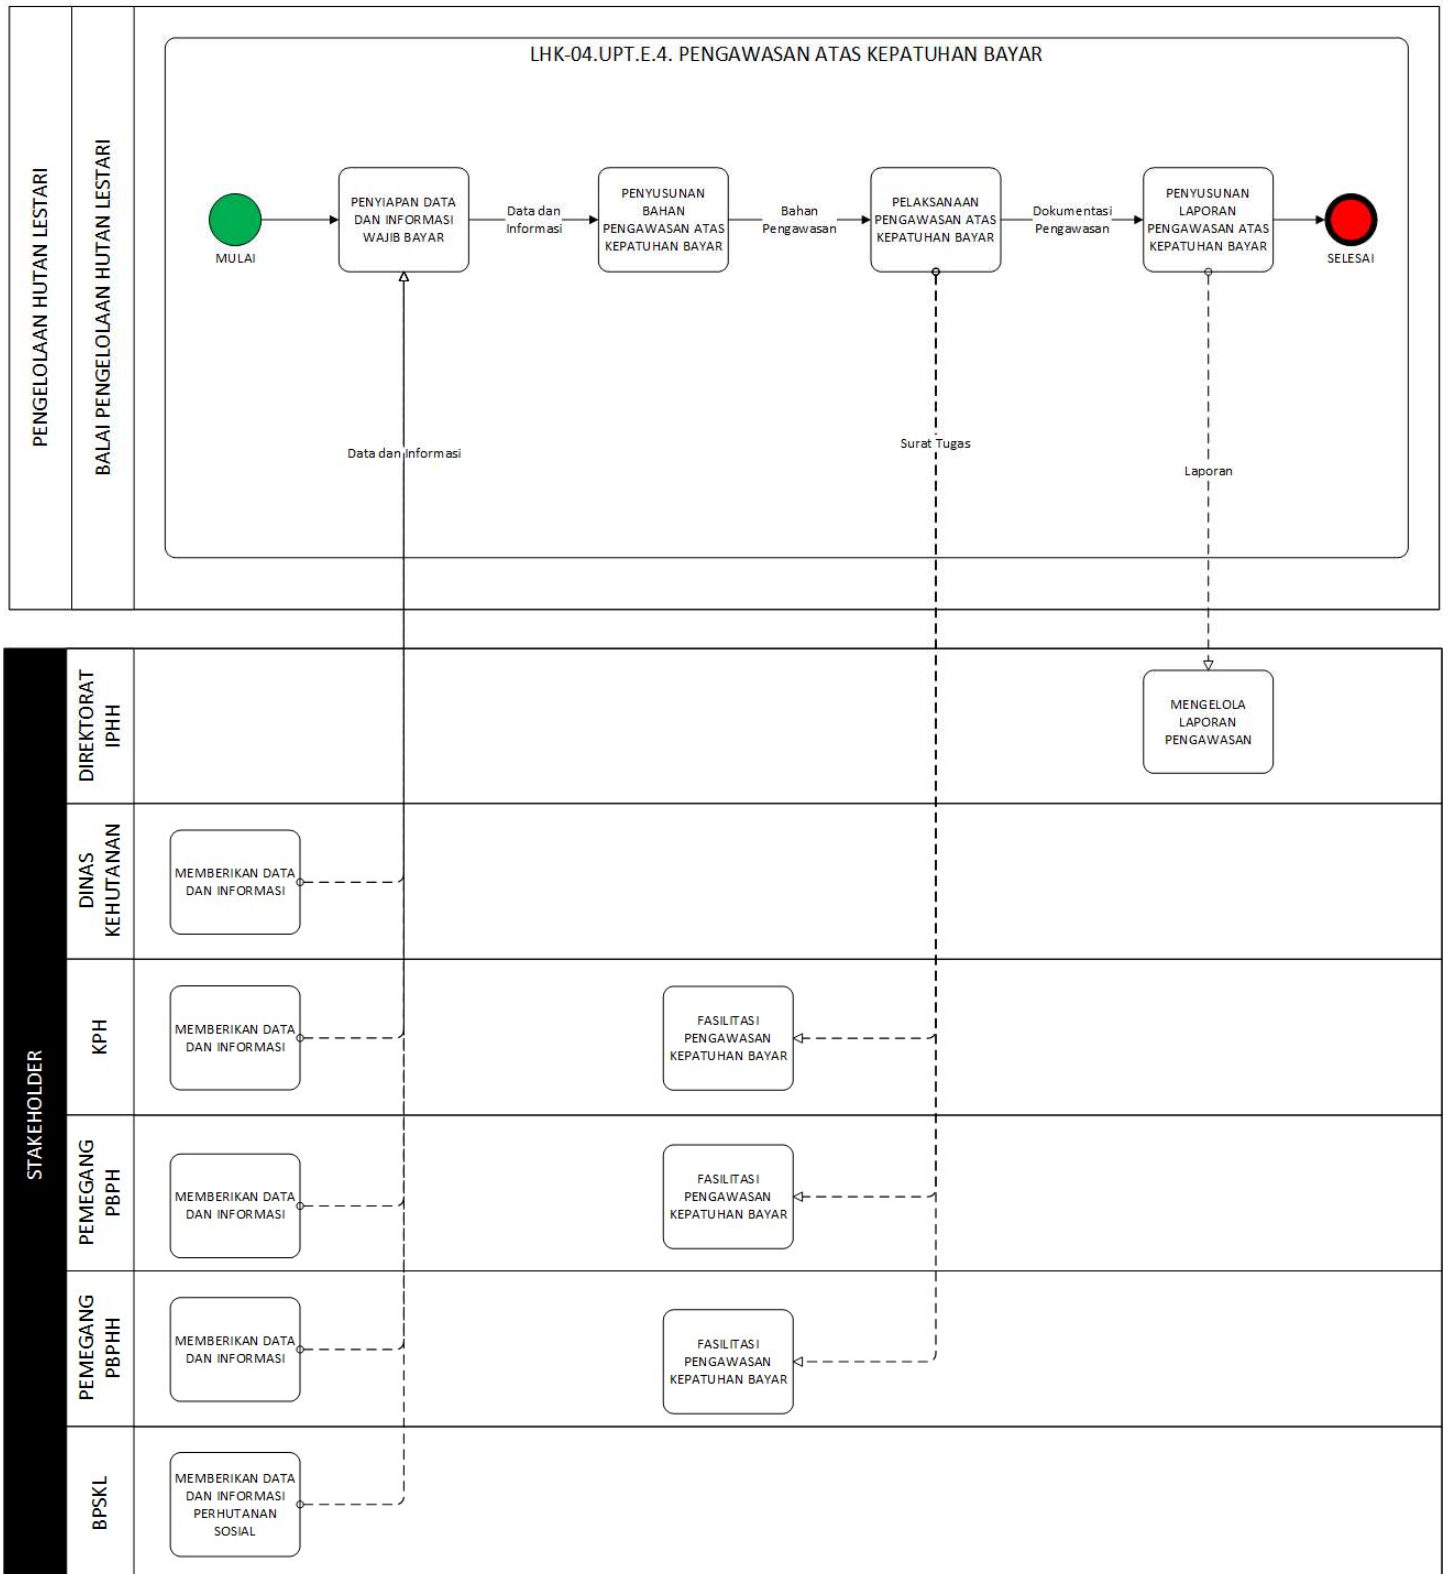 LHK-04.UPT.E.4. PENGAWASAN ATAS KEPATUHAN BAYAR
PENGELOLAAN HUTAN LESTARI
BALAI PENGELOLAAN HUTAN LESTARI
MULAI
PENYIAPAN DATA
DAN INFORMASI
WAJIB BAYAR
Data dan
Informasi
PENYUSUNAN
BAHAN
PENGAWASAN ATAS
KEPATUHAN BAYAR
Bahan
Pengawasan
PELAKSANAAN
PENGAWASAN ATAS
KEPATUHAN BAYAR
Dokumentasi
Pengawasan
PENYUSUNAN
LAPORAN
PENGAWASAN ATAS
KEPATUHAN BAYAR
SELESAI
Data dan Informasi
Surat Tugas
Laporan
STAKEHOLDER
DIREKTORAT
IPHH
MENGELOLA
LAPORAN
PENGAWASAN
DINAS
KEHUTANAN
MEMBERIKAN DATA
DAN INFORMASI
KPH
MEMBERIKAN DATA
DAN INFORMASI
FASILITASI
PENGAWASAN
KEPATUHAN BAYAR
PEMEGANG
PBPH
MEMBERIKAN DATA
DAN INFORMASI
FASILITASI
PENGAWASAN
KEPATUHAN BAYAR
PEMEGANG
PBPHH
MEMBERIKAN DATA
DAN INFORMASI
FASILITASI
PENGAWASAN
KEPATUHAN BAYAR
BPSKL
MEMBERIKAN DATA
DAN INFORMASI
PERHUTANAN
SOSIAL